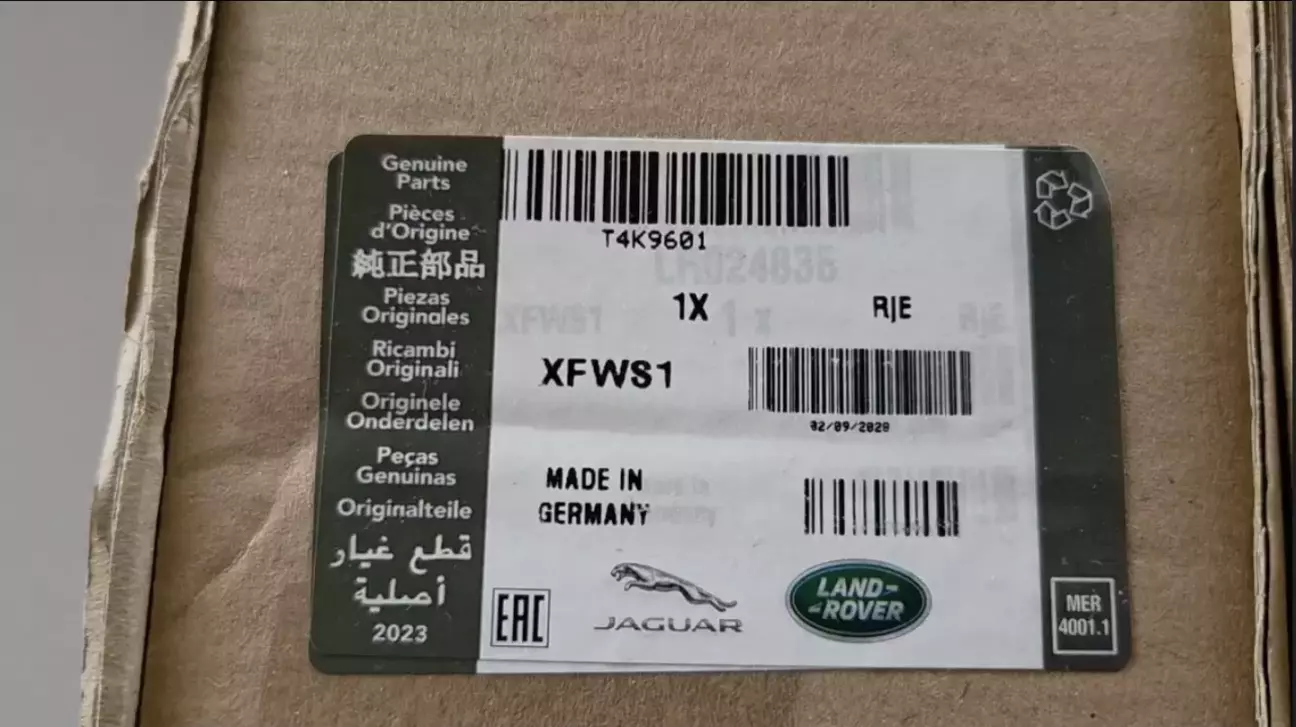 Genuine
Parts
Pièces
d'Origine
純正部品
Piezas
Originales
Ricambi
Originali
Originele
Onderdelen
Peças
Genuinas
Originalteile
قطع غيار
أصلية
2023
T4K9601
1X
RJE
XFWS1
02/09/2020
MADE IN
GERMANY
EAC
JAGUAR
LAND-
-ROVER
MER
4001.1